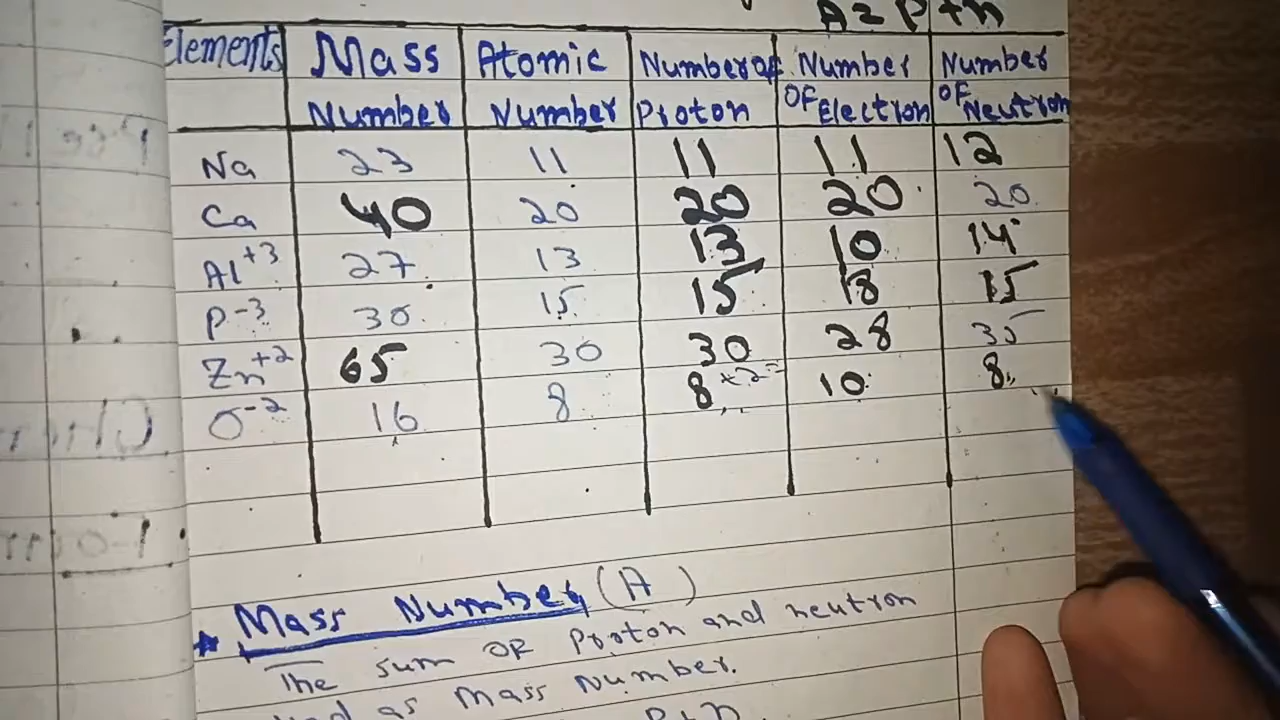 A = P + n
Elements Mass Number Atomic Number Number OF Proton Number OF Electron Number OF Neutron
Na 23 11 11 11 12
Ca 40 20 20 20 20
Al+3 27 13 13 10 14
P-3 30 15 15 18 15
Zn+2 65 30 30 28 35
O-2 16 8 8+2= 10 8
Mass Number (A)
The sum OF Proton and neutron
as Mass Number.
P+n